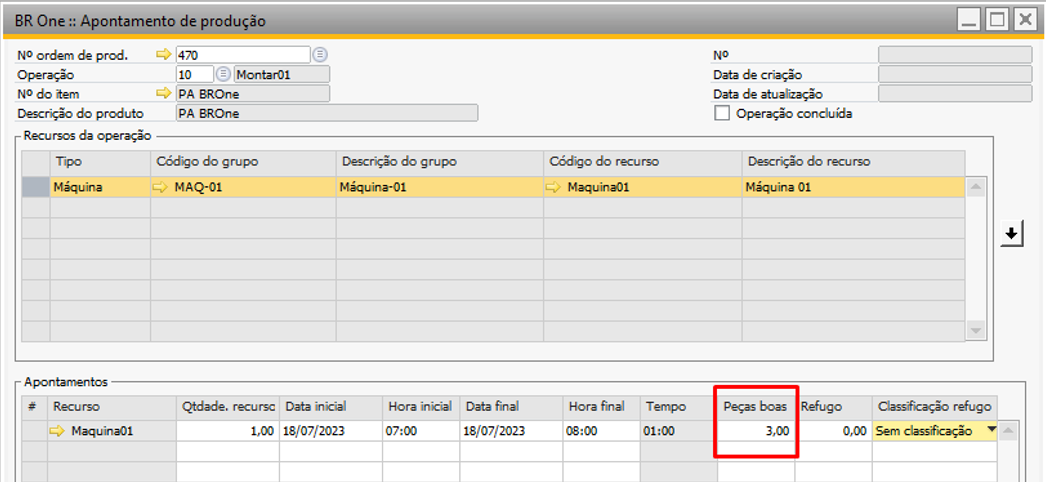 BR One :: Apontamento de produção
Nº ordem de prod. 470 Nº
Operação 10 Montar01 Data de criação
Nº do item PA BROne Data de atualização
Descrição do produto PA BROne Operação concluída
Recursos da operação
Tipo Código do grupo Descrição do grupo Código do recurso Descrição do recurso
Máquina MAQ-01 Máquina-01 Maquina01 Máquina 01
Apontamentos
# Recurso Qtdade. recurso Data inicial Hora inicial Data final Hora final Tempo Peças boas Refugo Classificação refugo
Maquina01 1,00 18/07/2023 07:00 18/07/2023 08:00 01:00 3,00 0,00 Sem classificação